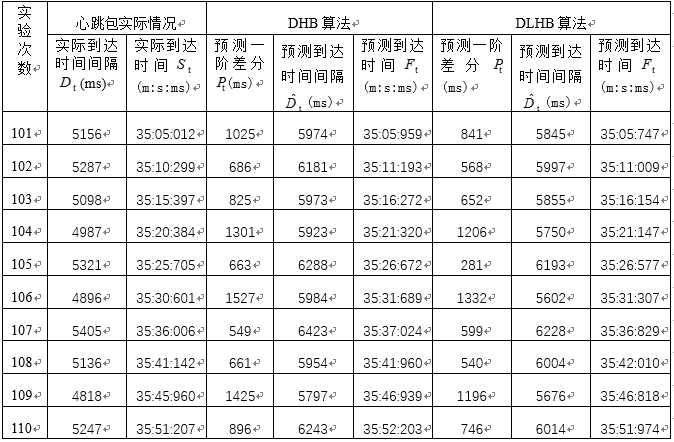 实验次数 心跳包实际情况 DHB 算法 DLHB 算法
实际到达时间间隔 Dt (ms) 实际到达时间 St (m:s:ms) 预测一阶差分 Pt(ms) 预测到达时间间隔 D̂t (ms) 预测到达时间 Ft (m:s:ms) 预测一阶差分 Pt (ms) 预测到达时间间隔 D̂t (ms) 预测到达时间 Ft (m:s:ms)
101 5156 35:05:012 1025 5974 35:05:959 841 5845 35:05:747
102 5287 35:10:299 686 6181 35:11:193 568 5997 35:11:009
103 5098 35:15:397 825 5973 35:16:272 652 5855 35:16:154
104 4987 35:20:384 1301 5923 35:21:320 1206 5750 35:21:147
105 5321 35:25:705 663 6288 35:26:672 281 6193 35:26:577
106 4896 35:30:601 1527 5984 35:31:689 1332 5602 35:31:307
107 5405 35:36:006 549 6423 35:37:024 599 6228 35:36:829
108 5136 35:41:142 661 5954 35:41:960 540 6004 35:42:010
109 4818 35:45:960 1425 5797 35:46:939 1196 5676 35:46:818
110 5247 35:51:207 896 6243 35:52:203 746 6014 35:51:974